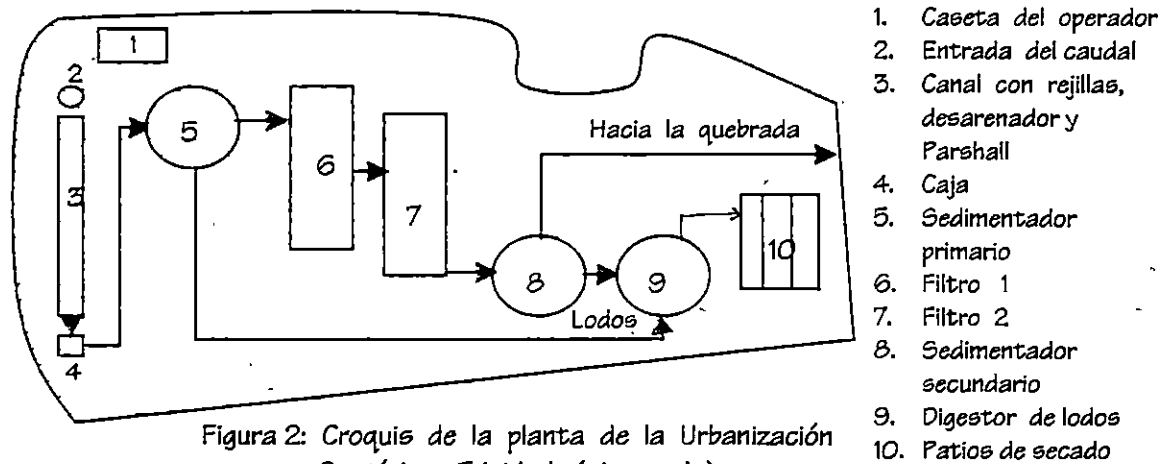 1
2
3
4
5
6
7
8
9
10
Hacia la quebrada
Lodos
1. Caseta del operador
2. Entrada del caudal
3. Canal con rejillas,
desarenador y
Parshall
4. Caja
5. Sedimentador
primario
6. Filtro 1
7. Filtro 2
8. Sedimentador
secundario
9. Digestor de lodos
10. Patios de secado
Figura 2: Croquis de la planta de la Urbanización